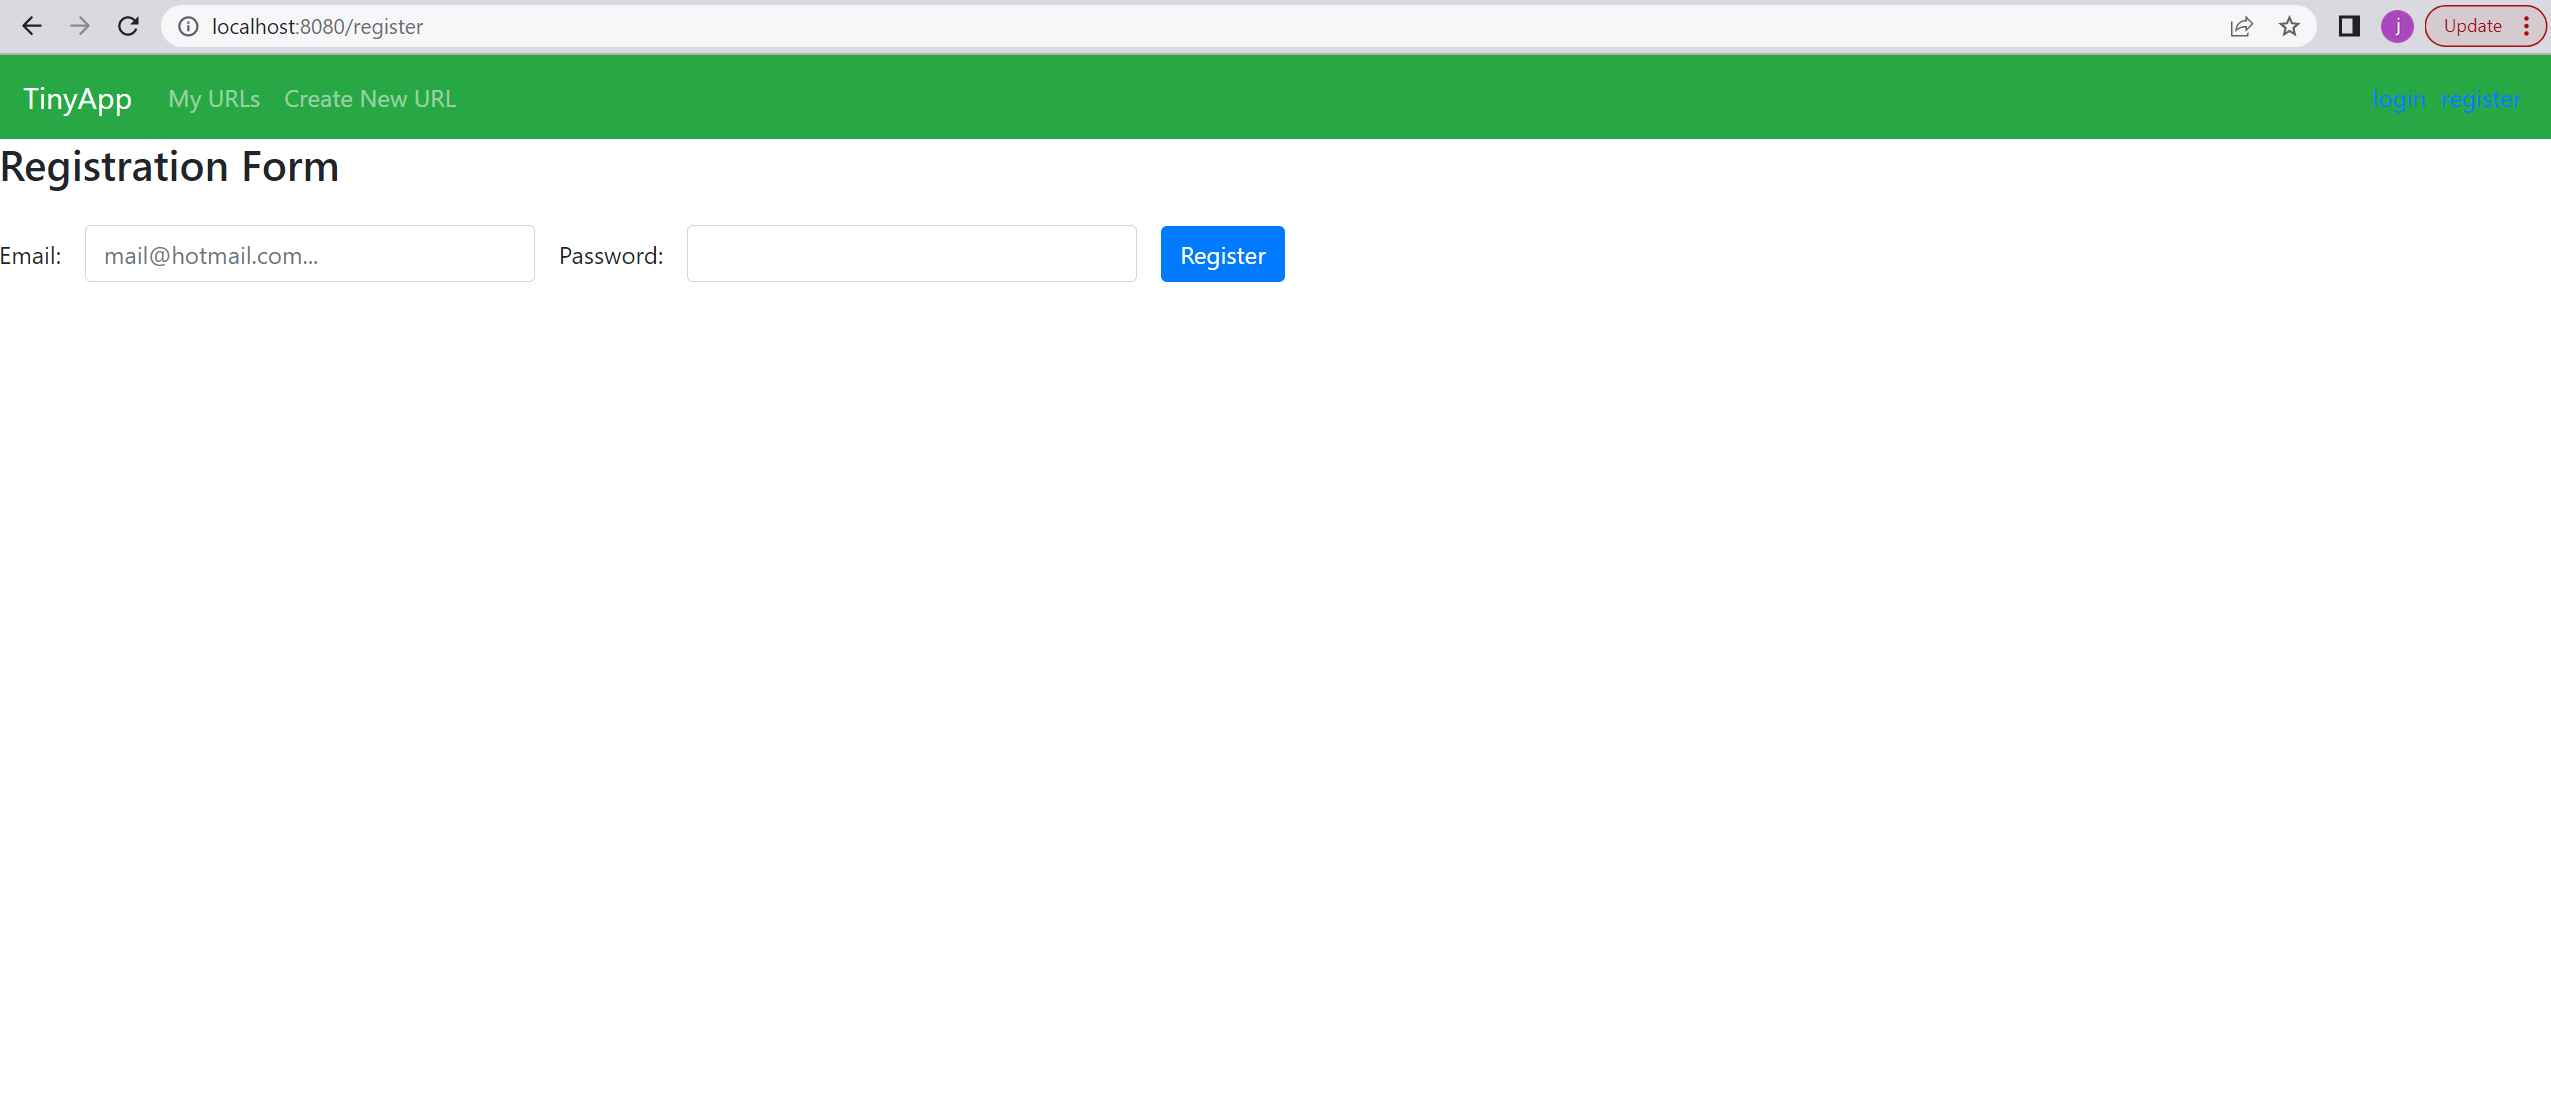 localhost:8080/register
j
Update
TinyApp My URLs Create New URL login register
Registration Form
Email: mail@hotmail.com... Password: Register